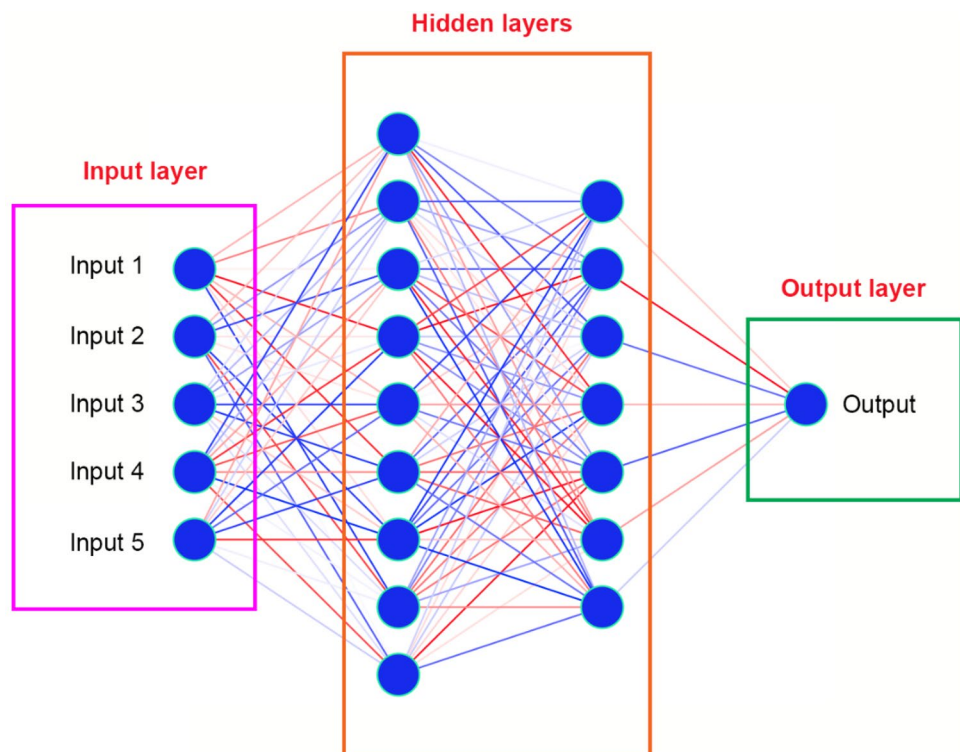 Hidden layers
Input layer
Input 1
Input 2
Input 3
Input 4
Input 5
Output layer
Output